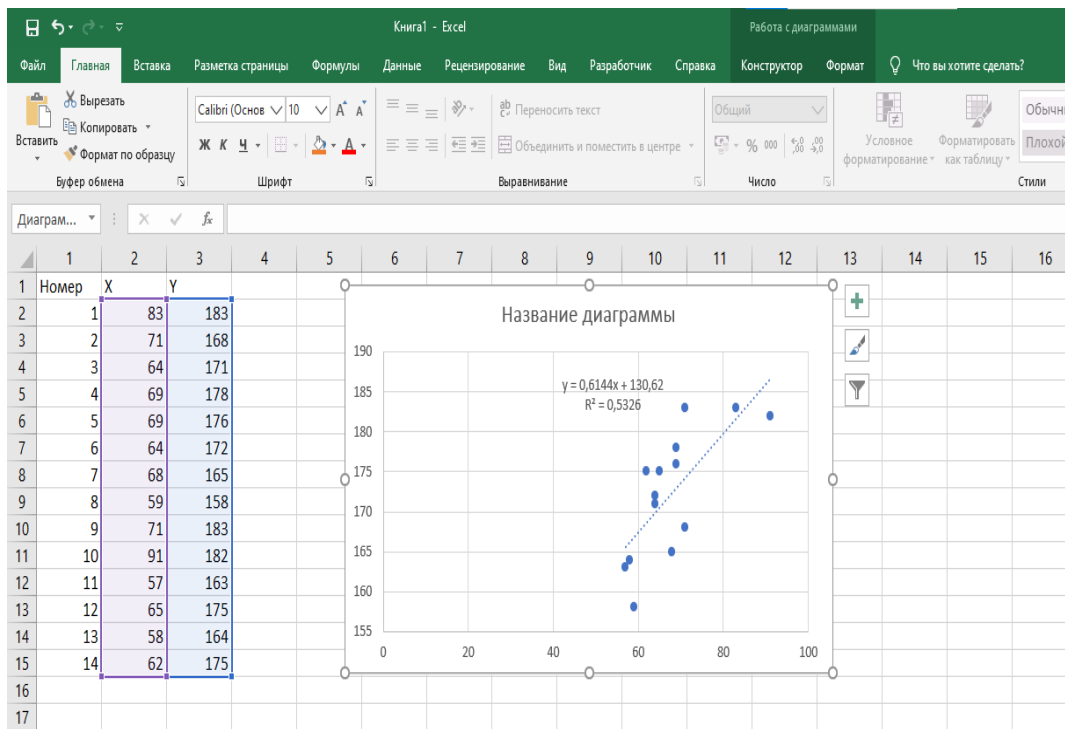 Книга1 - Excel
Работа с диаграммами
Файл Главная Вставка Разметка страницы Формулы Данные Рецензирование Вид Разработчик Справка Конструктор Формат Что вы хотите сделать?
Вставить
Вырезать
Копировать
Формат по образцу
Буфер обмена
Calibri (Основ 10
Ж К Ч
Шрифт
Переносить текст
Объединить и поместить в центре
Выравнивание
Общий
% 000
Число
Условное форматирование
Форматировать как таблицу
Обычн
Плохой
Стили
Диаграм... fx
1 2 3 4 5 6 7 8 9 10 11 12 13 14 15 16
1 Номер X Y
2 1 83 183
3 2 71 168
4 3 64 171
5 4 69 178
6 5 69 176
7 6 64 172
8 7 68 165
9 8 59 158
10 9 71 183
11 10 91 182
12 11 57 163
13 12 65 175
14 13 58 164
15 14 62 175
16
17
Название диаграммы
y = 0,6144x + 130,62
R² = 0,5326
190
185
180
175
170
165
160
155
0 20 40 60 80 100